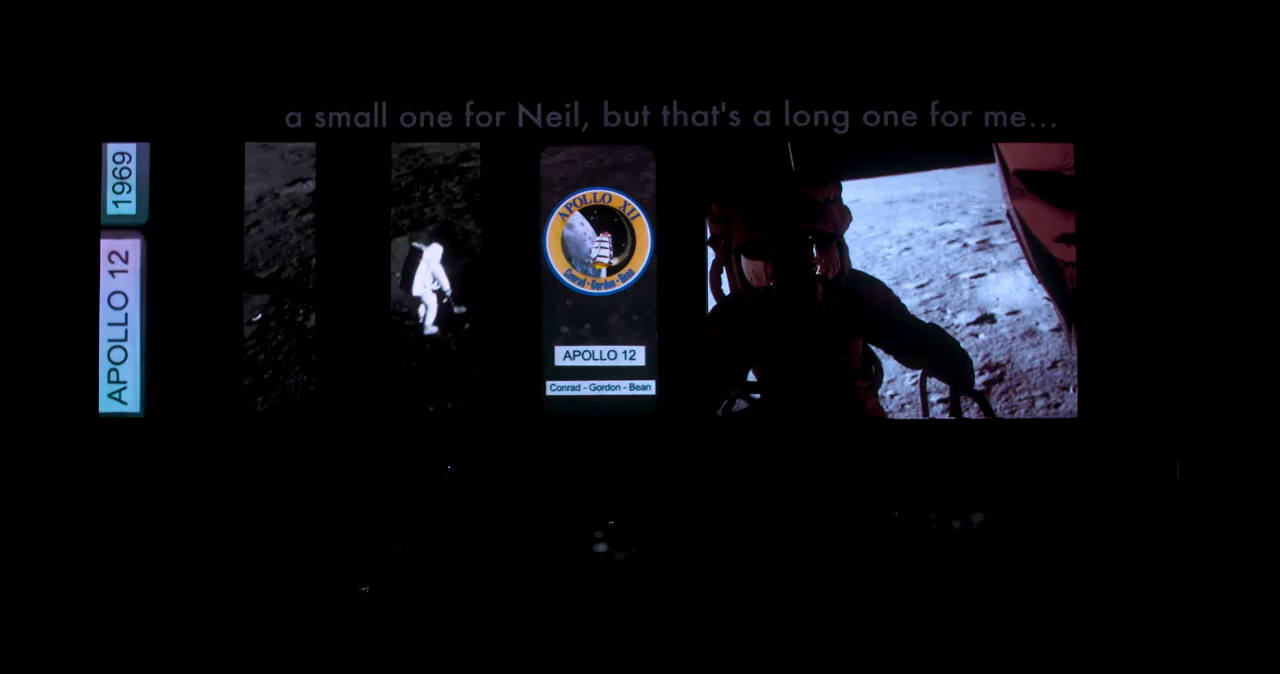 a small one for Neil, but that's a long one for me...
1969
APOLLO 12
APOLLO XII
Conrad · Gordon · Bean
APOLLO 12
Conrad - Gordon - Bean